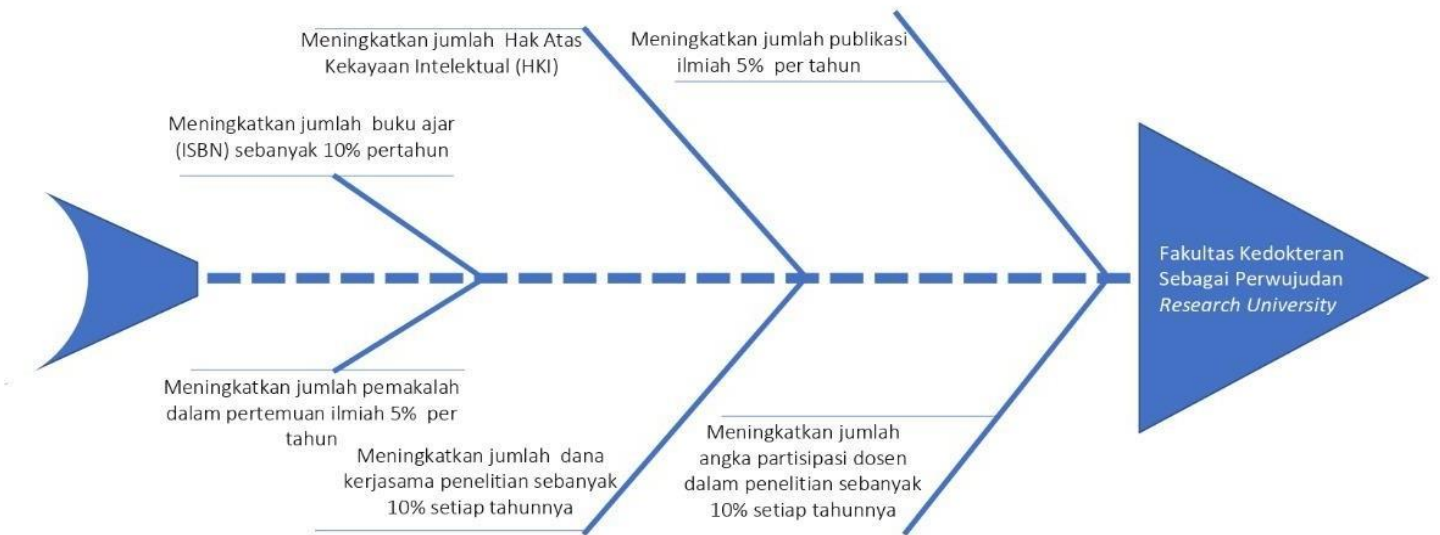 Meningkatkan jumlah Hak Atas
Kekayaan Intelektual (HKI)
Meningkatkan jumlah publikasi
ilmiah 5% per tahun
Meningkatkan jumlah buku ajar
(ISBN) sebanyak 10% pertahun
Fakultas Kedokteran
Sebagai Perwujudan
Research University
Meningkatkan jumlah pemakalah
dalam pertemuan ilmiah 5% per
tahun
Meningkatkan jumlah dana
kerjasama penelitian sebanyak
10% setiap tahunnya
Meningkatkan jumlah
angka partisipasi dosen
dalam penelitian sebanyak
10% setiap tahunnya